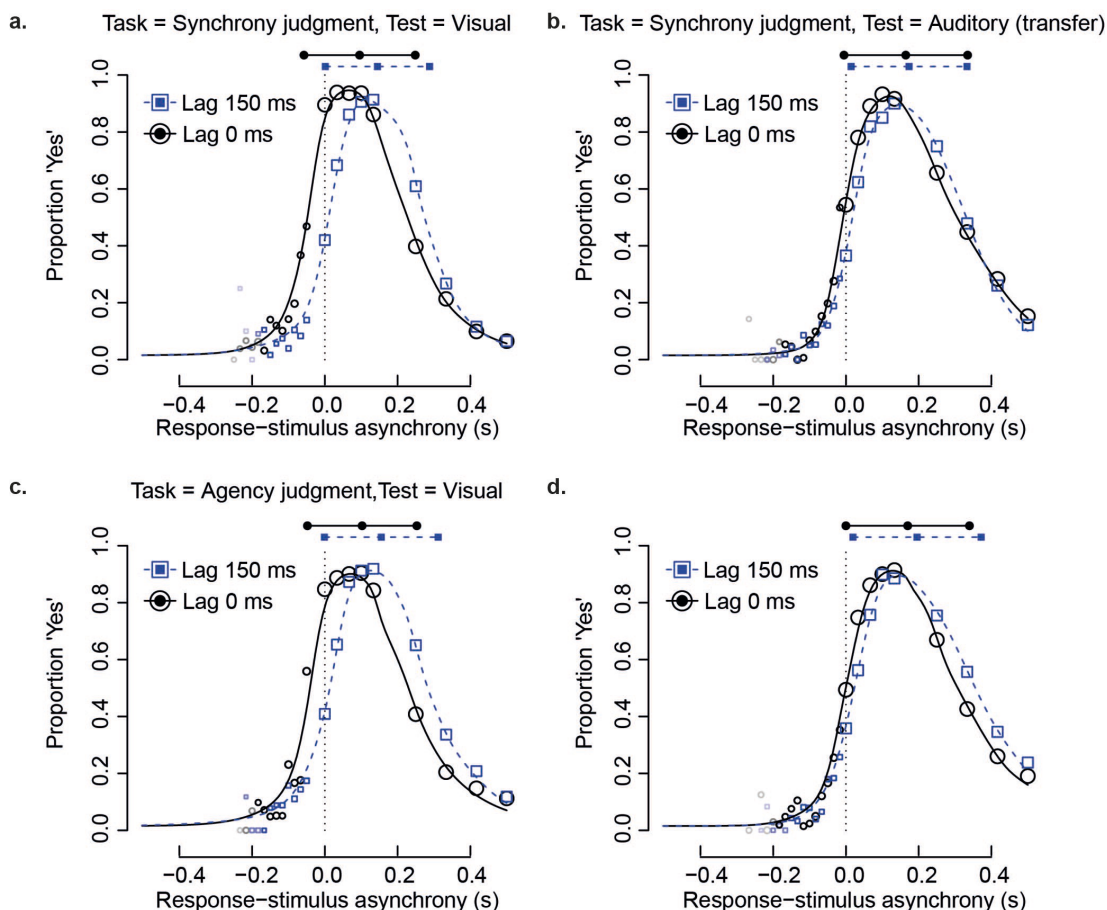 a.
Task = Synchrony judgment, Test = Visual
Lag 150 ms
Lag 0 ms
Proportion 'Yes'
0.0 0.2 0.4 0.6 0.8 1.0
−0.4 −0.2 0.0 0.2 0.4
Response−stimulus asynchrony (s)
b.
Task = Synchrony judgment, Test = Auditory (transfer)
Lag 150 ms
Lag 0 ms
Proportion 'Yes'
0.0 0.2 0.4 0.6 0.8 1.0
−0.4 −0.2 0.0 0.2 0.4
Response−stimulus asynchrony (s)
c.
Task = Agency judgment,Test = Visual
Lag 150 ms
Lag 0 ms
Proportion 'Yes'
0.0 0.2 0.4 0.6 0.8 1.0
−0.4 −0.2 0.0 0.2 0.4
Response−stimulus asynchrony (s)
d.
Lag 150 ms
Lag 0 ms
Proportion 'Yes'
0.0 0.2 0.4 0.6 0.8 1.0
−0.4 −0.2 0.0 0.2 0.4
Response−stimulus asynchrony (s)